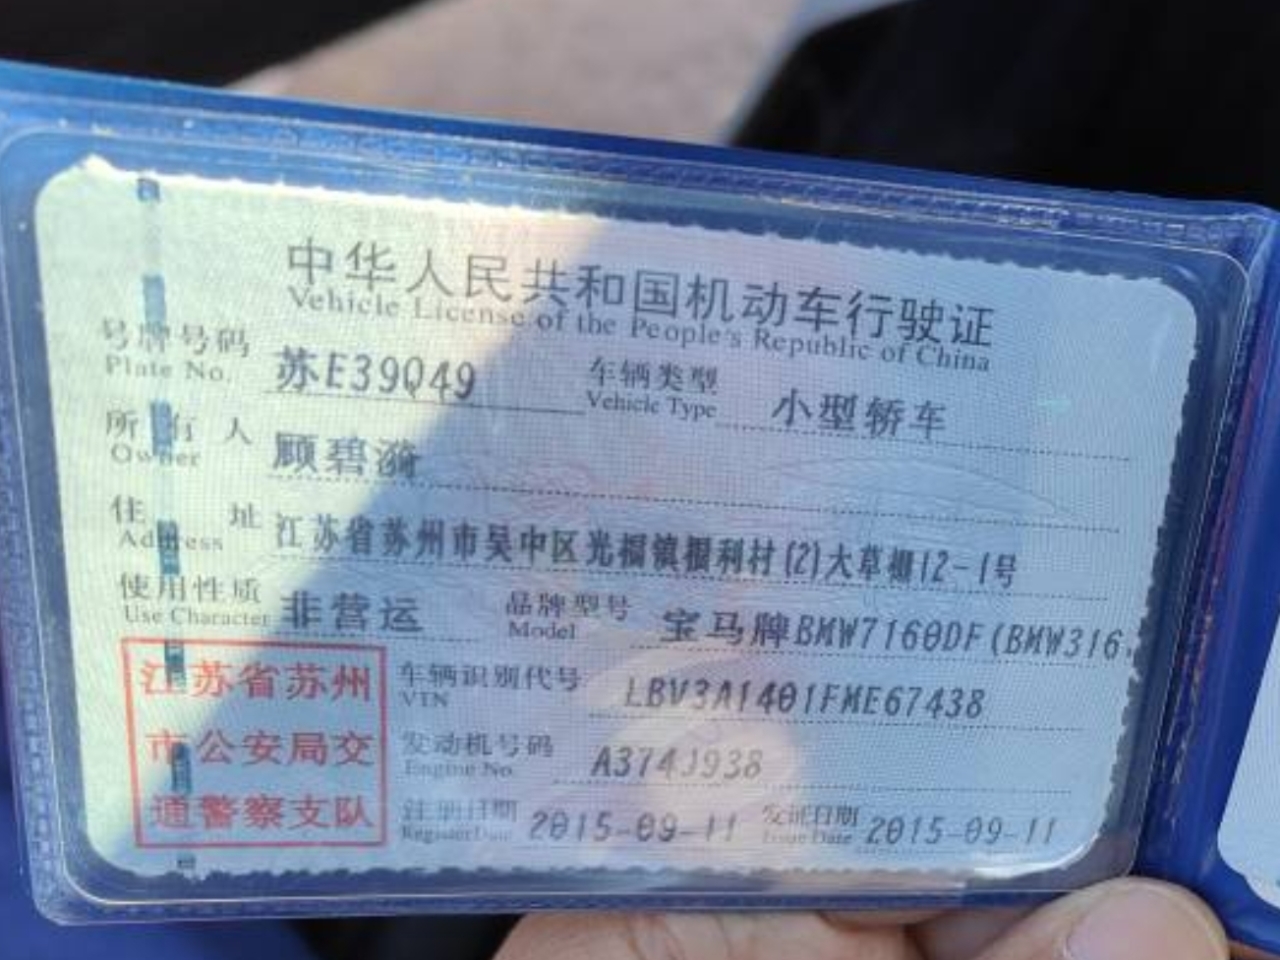 中华人民共和国机动车行驶证
Vehicle License of the People's Republic of China
号牌号码 苏E39Q49 车辆类型 小型轿车
Plate No. Vehicle Type
所有人 顾碧漪
Owner
住址 江苏省苏州市吴中区光福镇福利村(2)大草棚12-1号
Address
使用性质 非营运 品牌型号 宝马牌BMW7160DF(BMW316.
Use Character Model
江苏省苏州 车辆识别代号 LBV3A1401FME67438
VIN
市公安局交 发动机号码 A374J938
Engine No.
通警察支队 注册日期 2015-09-11 发证日期 2015-09-11
Register Date Issue Date